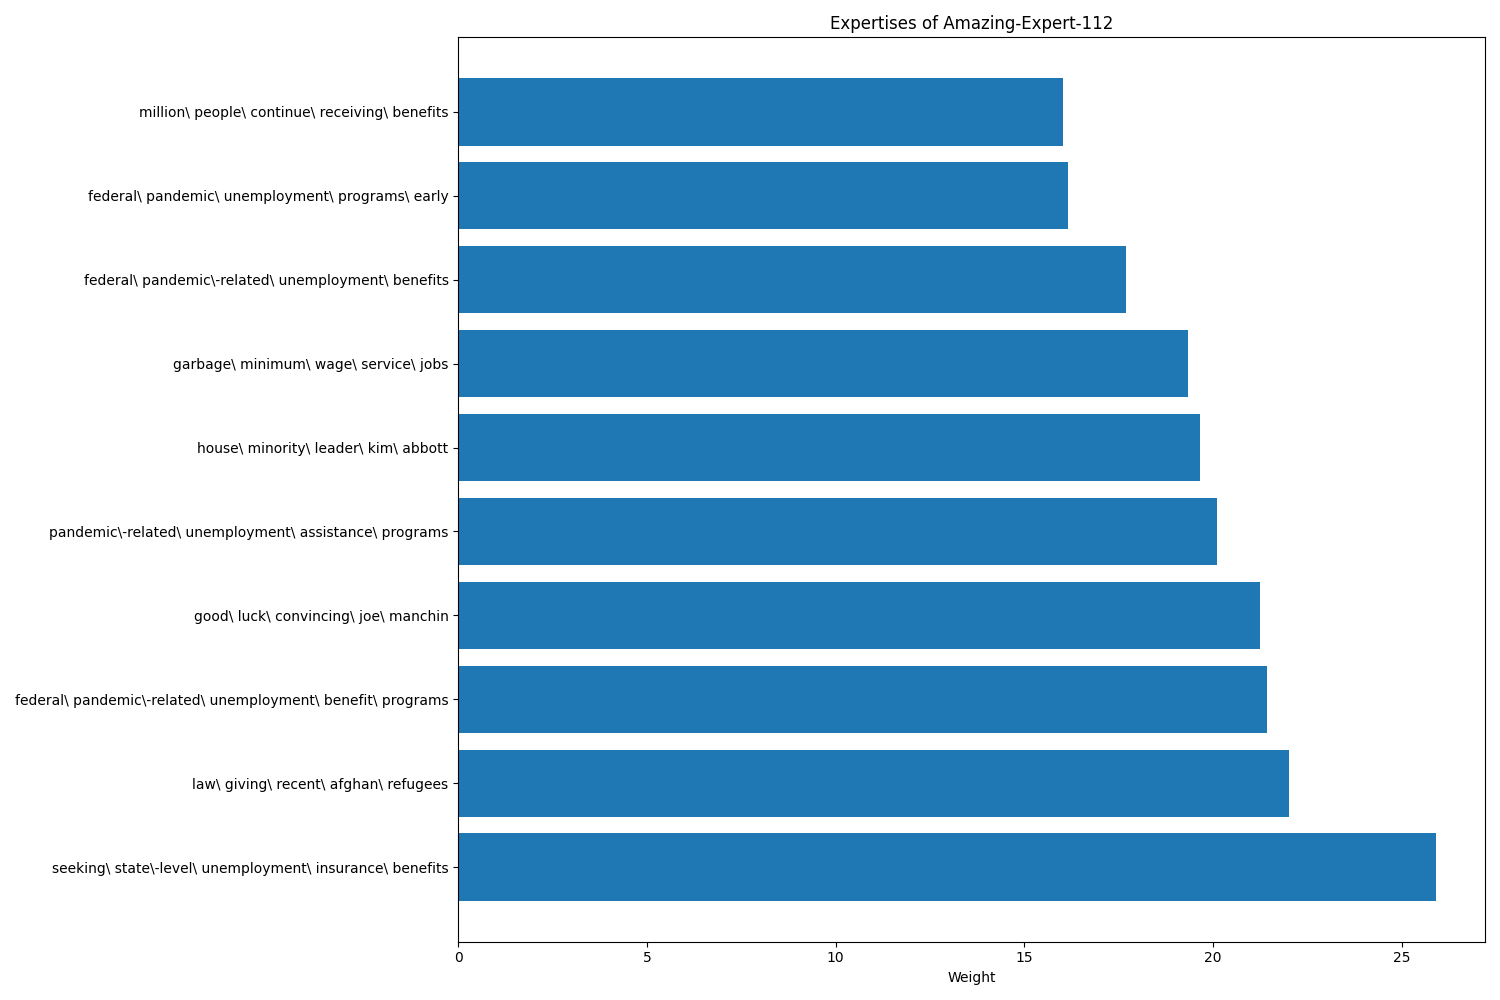 Expertises of Amazing-Expert-112
million\ people\ continue\ receiving\ benefits
federal\ pandemic\ unemployment\ programs\ early
federal\ pandemic\-related\ unemployment\ benefits
garbage\ minimum\ wage\ service\ jobs
house\ minority\ leader\ kim\ abbott
pandemic\-related\ unemployment\ assistance\ programs
good\ luck\ convincing\ joe\ manchin
federal\ pandemic\-related\ unemployment\ benefit\ programs
law\ giving\ recent\ afghan\ refugees
seeking\ state\-level\ unemployment\ insurance\ benefits
0 5 10 15 20 25
Weight